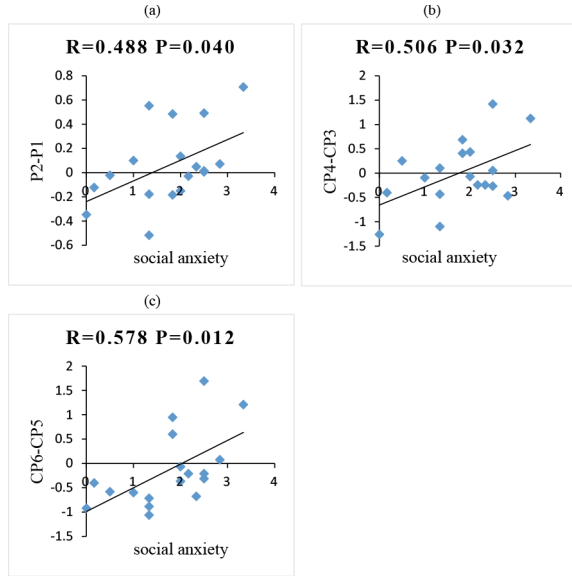 (a)
R=0.488 P=0.040
0.8
0.6
0.4
0.2
0
-0.2
-0.4
-0.6
0 1 2 3 4
P2-P1
social anxiety
(b)
R=0.506 P=0.032
2
1.5
1
0.5
0
-0.5
-1
-1.5
0 1 2 3 4
CP4-CP3
social anxiety
(c)
R=0.578 P=0.012
2
1.5
1
0.5
0
-0.5
-1
-1.5
0 1 2 3 4
CP6-CP5
social anxiety